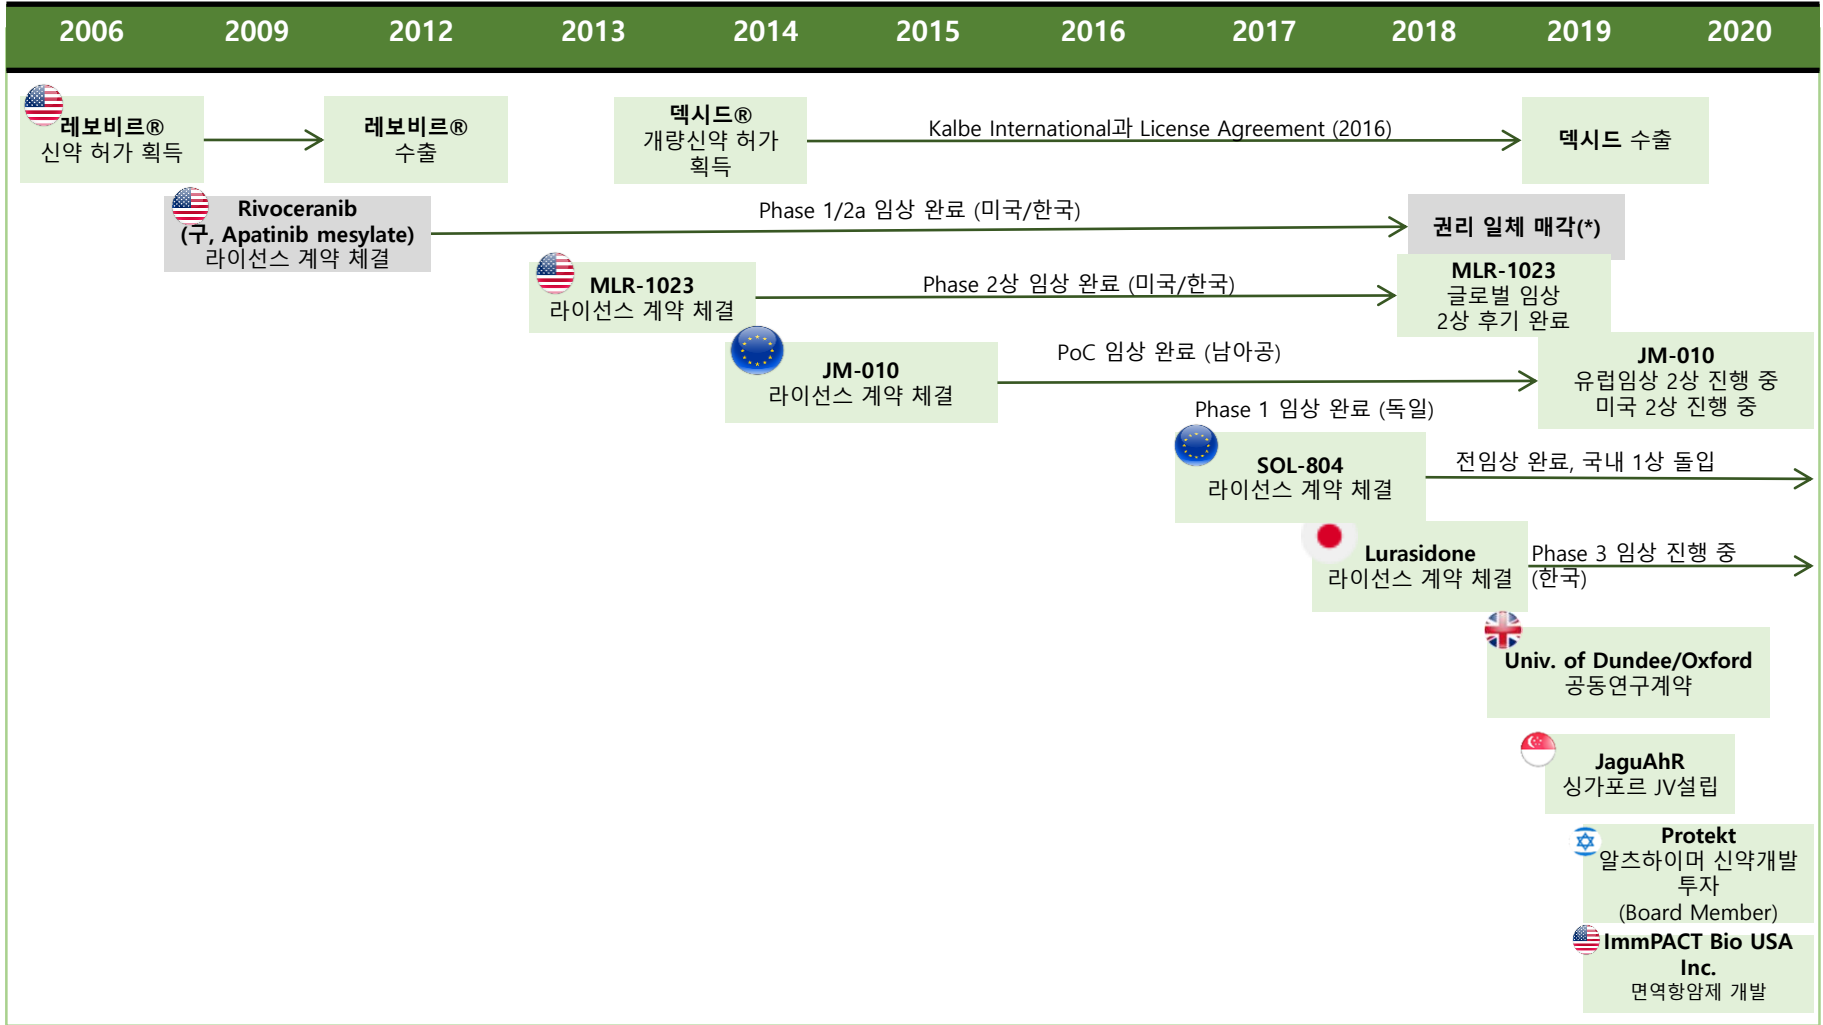 2006 2009 2012 2013 2014 2015 2016 2017 2018 2019 2020
레보비르®
신약 허가 획득
레보비르®
수출
덱시드®
개량신약 허가
획득
Kalbe International과 License Agreement (2016)
덱시드 수출
Rivoceranib
(구, Apatinib mesylate)
라이선스 계약 체결
Phase 1/2a 임상 완료 (미국/한국)
권리 일체 매각(*)
MLR-1023
라이선스 계약 체결
Phase 2상 임상 완료 (미국/한국)
MLR-1023
글로벌 임상
2상 후기 완료
JM-010
라이선스 계약 체결
PoC 임상 완료 (남아공)
JM-010
유럽임상 2상 진행 중
미국 2상 진행 중
Phase 1 임상 완료 (독일)
SOL-804
라이선스 계약 체결
전임상 완료, 국내 1상 돌입
Lurasidone
라이선스 계약 체결
Phase 3 임상 진행 중
(한국)
Univ. of Dundee/Oxford
공동연구계약
JaguAhR
싱가포르 JV설립
Protekt
알츠하이머 신약개발
투자
(Board Member)
ImmPACT Bio USA
Inc.
면역항암제 개발